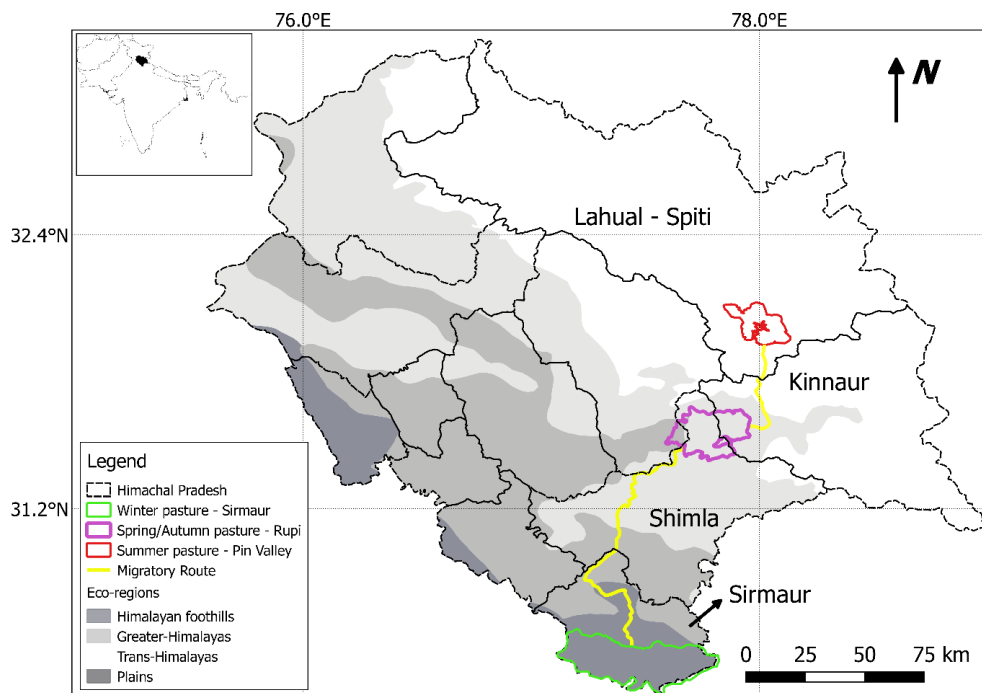 76.0°E
78.0°E
N
Lahual - Spiti
32.4°N
Kinnaur
31.2°N
Shimla
Sirmaur
Legend
Himachal Pradesh
Winter pasture - Sirmaur
Spring/Autumn pasture - Rupi
Summer pasture - Pin Valley
Migratory Route
Eco-regions
Himalayan foothills
Greater-Himalayas
Trans-Himalayas
Plains
0 25 50 75 km